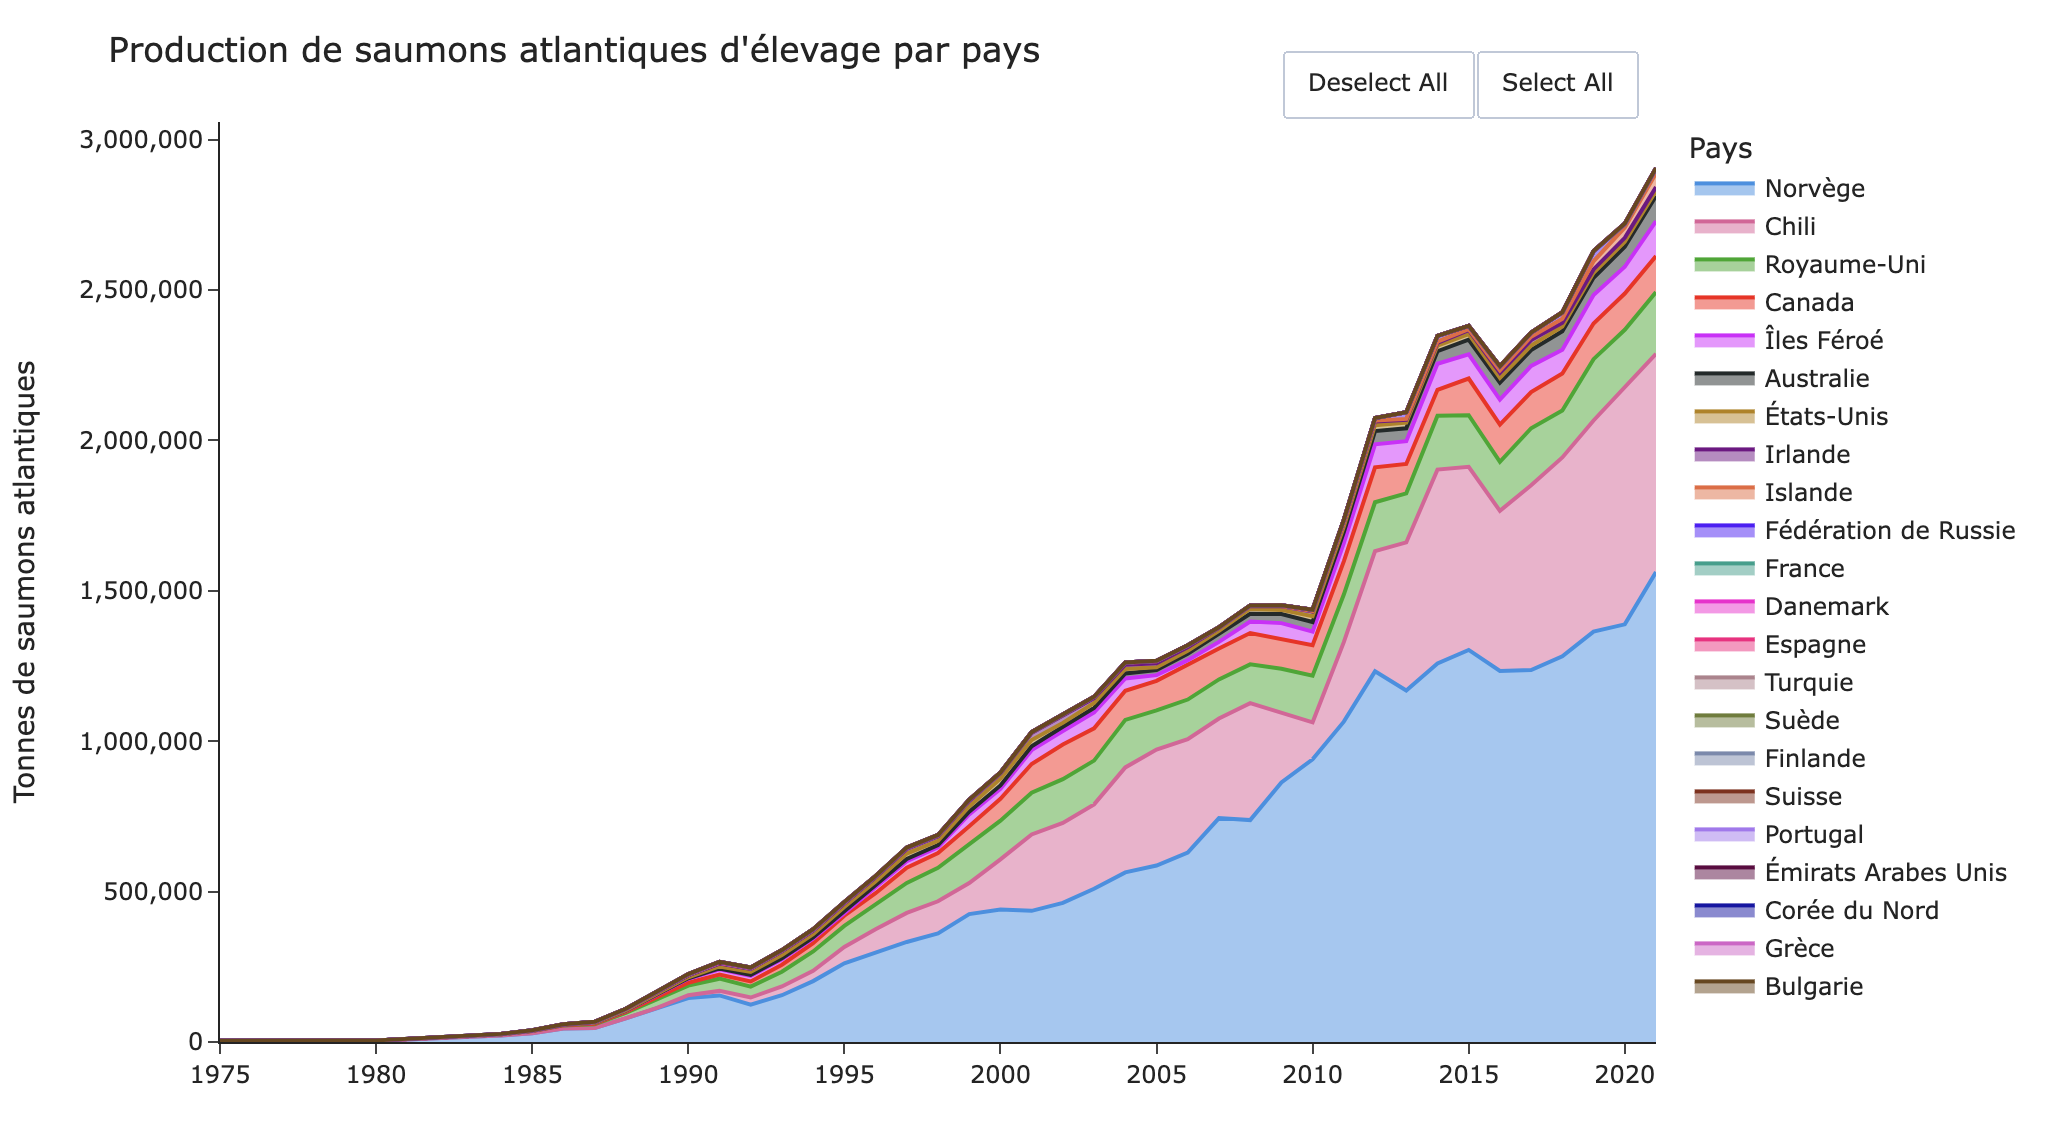 Production de saumons atlantiques d'élevage par pays
Deselect All
Select All
Tonnes de saumons atlantiques
3,000,000
2,500,000
2,000,000
1,500,000
1,000,000
500,000
0
1975
1980
1985
1990
1995
2000
2005
2010
2015
2020
Pays
Norvège
Chili
Royaume-Uni
Canada
Îles Féroé
Australie
États-Unis
Irlande
Islande
Fédération de Russie
France
Danemark
Espagne
Turquie
Suède
Finlande
Suisse
Portugal
Émirats Arabes Unis
Corée du Nord
Grèce
Bulgarie